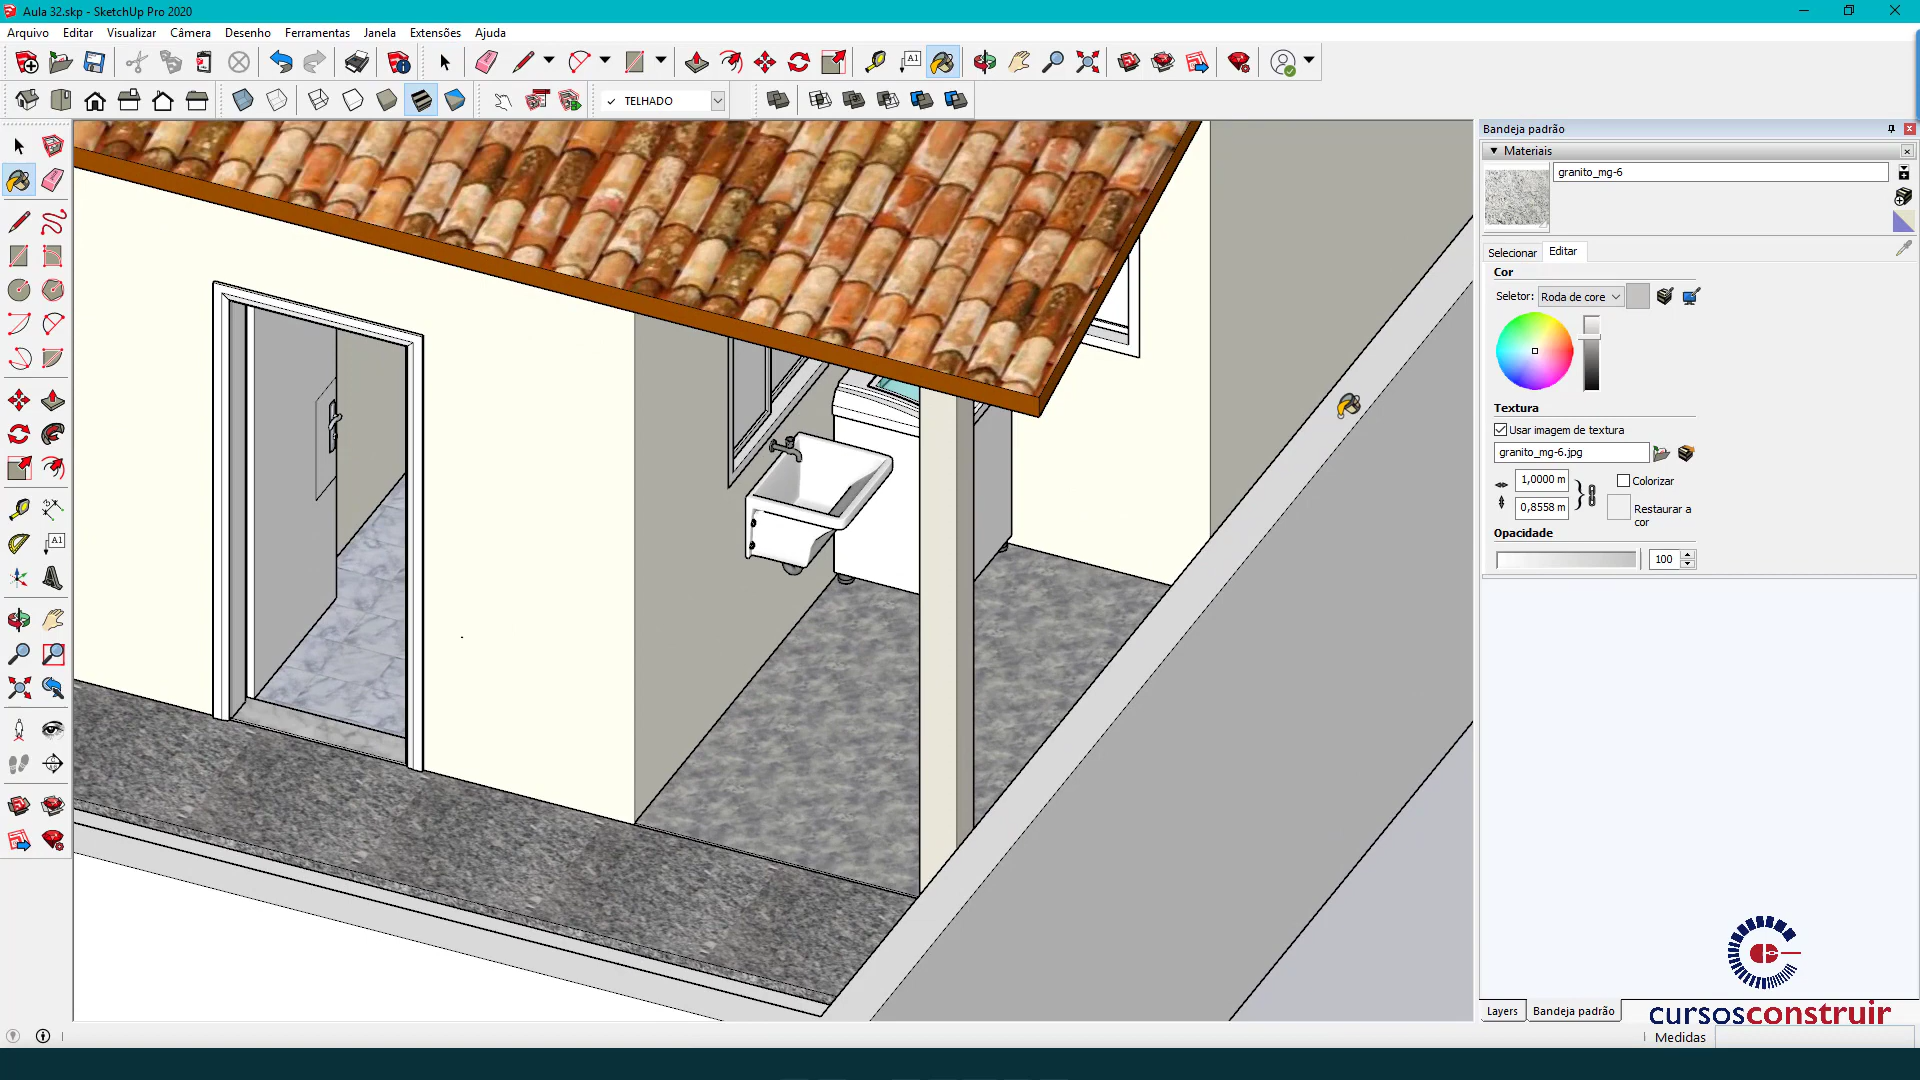 Aula 32.skp - SketchUp Pro 2020
Arquivo Editar Visualizar Câmera Desenho Ferramentas Janela Extensões Ajuda
A1
TELHADO
Bandeja padrão
Materiais
granito_mg-6
Selecionar Editar
Cor
Seletor: Roda de core
Textura
Usar imagem de textura
granito_mg-6.jpg
1,0000 m Colorizar
0,8558 m Restaurar a cor
Opacidade
100
A1
cursosconstruir
Layers Bandeja padrão
Medidas